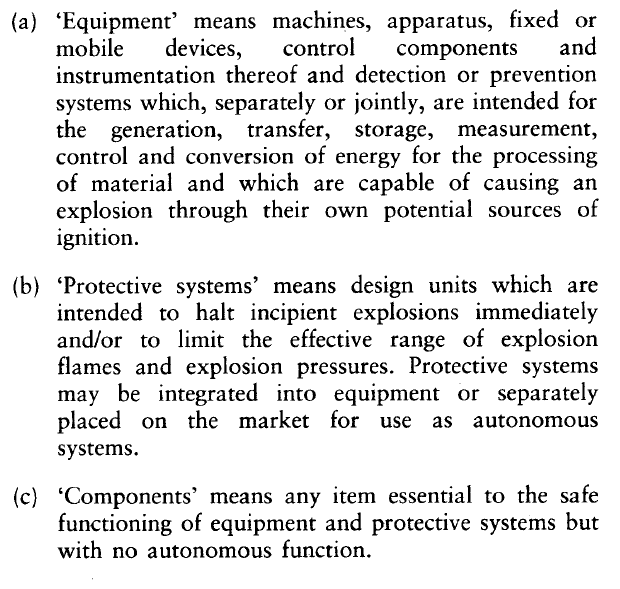 (a) ‘Equipment’ means machines, apparatus, fixed or
mobile devices, control components and
instrumentation thereof and detection or prevention
systems which, separately or jointly, are intended for
the generation, transfer, storage, measurement,
control and conversion of energy for the processing
of material and which are capable of causing an
explosion through their own potential sources of
ignition.
(b) ‘Protective systems’ means design units which are
intended to halt incipient explosions immediately
and/or to limit the effective range of explosion
flames and explosion pressures. Protective systems
may be integrated into equipment or separately
placed on the market for use as autonomous
systems.
(c) ‘Components’ means any item essential to the safe
functioning of equipment and protective systems but
with no autonomous function.